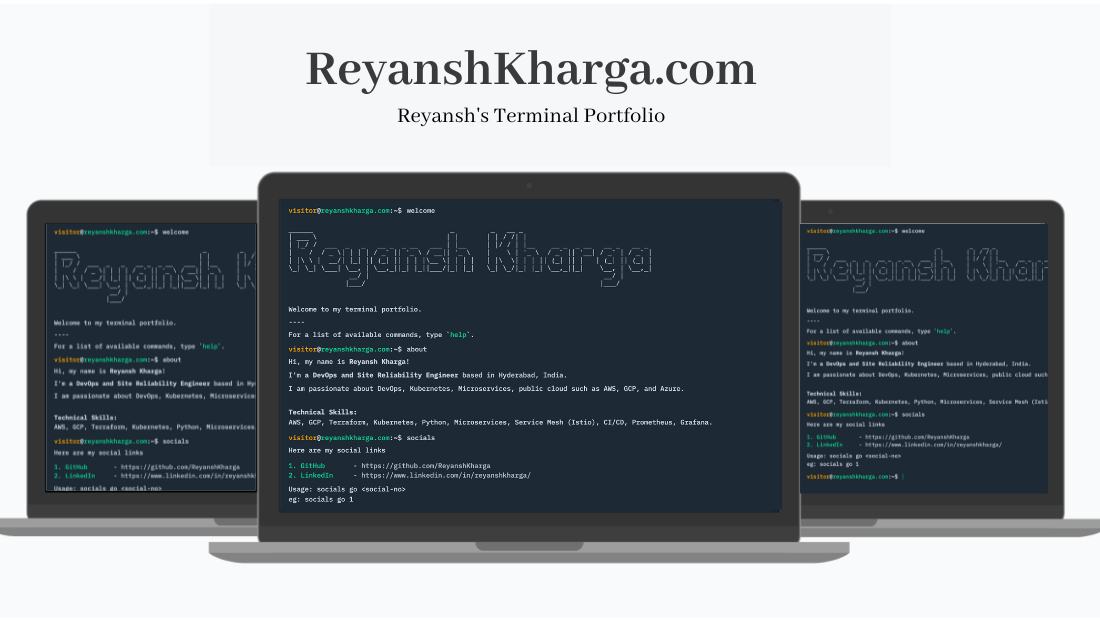 ReyanshKharga.com
Reyansh's Terminal Portfolio
visitor@reyanshkharga.com:~$ welcome
Reyansh K
Welcome to my terminal portfolio.
----
For a list of available commands, type `help`.
visitor@reyanshkharga.com:~$ about
Hi, my name is Reyansh Kharga!
I'm a DevOps and Site Reliability Engineer based in Hy
I am passionate about DevOps, Kubernetes, Microservices
Technical Skills:
AWS, GCP, Terraform, Kubernetes, Python, Microservices
visitor@reyanshkharga.com:~$ socials
Here are my social links
1. GitHub - https://github.com/ReyanshKharga
2. LinkedIn - https://www.linkedin.com/in/reyanshkh
Usage: socials go <social-no>
visitor@reyanshkharga.com:~$ welcome
Reyansh Kharga
Welcome to my terminal portfolio.
----
For a list of available commands, type `help`.
visitor@reyanshkharga.com:~$ about
Hi, my name is Reyansh Kharga!
I'm a DevOps and Site Reliability Engineer based in Hyderabad, India.
I am passionate about DevOps, Kubernetes, Microservices, public cloud such as AWS, GCP, and Azure.
Technical Skills:
AWS, GCP, Terraform, Kubernetes, Python, Microservices, Service Mesh (Istio), CI/CD, Prometheus, Grafana.
visitor@reyanshkharga.com:~$ socials
Here are my social links
1. GitHub - https://github.com/ReyanshKharga
2. LinkedIn - https://www.linkedin.com/in/reyanshkharga/
Usage: socials go <social-no>
eg: socials go 1
visitor@reyanshkharga.com:~$ welcome
Reyansh Khar
Welcome to my terminal portfolio.
----
For a list of available commands, type `help`.
visitor@reyanshkharga.com:~$ about
Hi, my name is Reyansh Kharga!
I'm a DevOps and Site Reliability Engineer based in Hyderabad, India.
I am passionate about DevOps, Kubernetes, Microservices, public cloud such
Technical Skills:
AWS, GCP, Terraform, Kubernetes, Python, Microservices, Service Mesh (Isti
visitor@reyanshkharga.com:~$ socials
Here are my social links
1. GitHub - https://github.com/ReyanshKharga
2. LinkedIn - https://www.linkedin.com/in/reyanshkharga/
Usage: socials go <social-no>
eg: socials go 1
visitor@reyanshkharga.com:~$